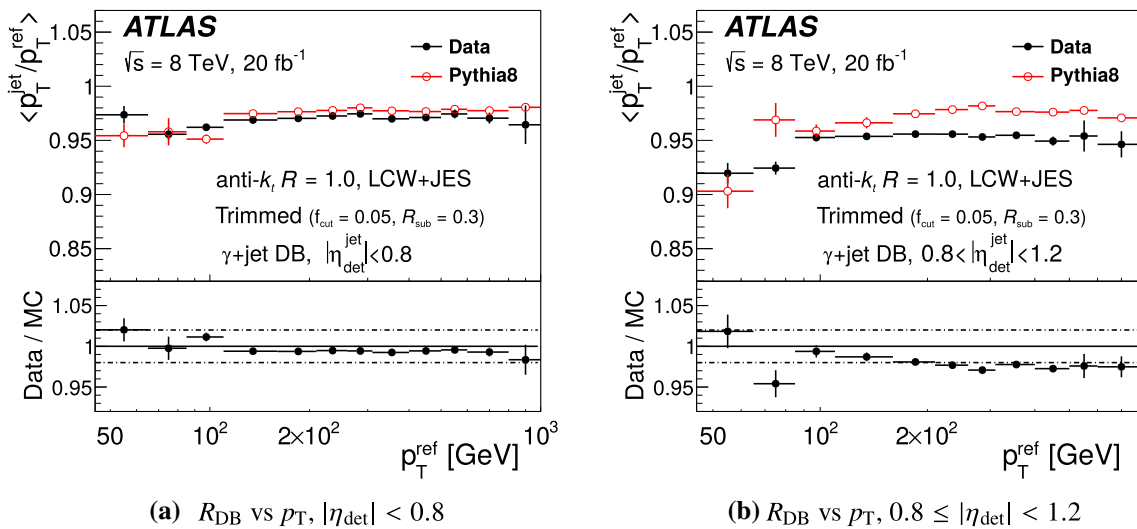 ATLAS
√s = 8 TeV, 20 fb⁻¹
Data
Pythia8
<p_T^jet/p_T^ref>
1.05
1
0.95
0.9
0.85
anti-k_t R = 1.0, LCW+JES
Trimmed (f_cut = 0.05, R_sub = 0.3)
γ+jet DB, |η_det^jet|<0.8
Data / MC
1.05
1
0.95
50 10² 2×10² 10³
p_T^ref [GeV]
(a) R_DB vs p_T, |η_det| < 0.8
ATLAS
√s = 8 TeV, 20 fb⁻¹
Data
Pythia8
<p_T^jet/p_T^ref>
1.05
1
0.95
0.9
0.85
anti-k_t R = 1.0, LCW+JES
Trimmed (f_cut = 0.05, R_sub = 0.3)
γ+jet DB, 0.8<|η_det^jet|<1.2
Data / MC
1.05
1
0.95
50 10² 2×10²
p_T^ref [GeV]
(b) R_DB vs p_T, 0.8 ≤ |η_det| < 1.2